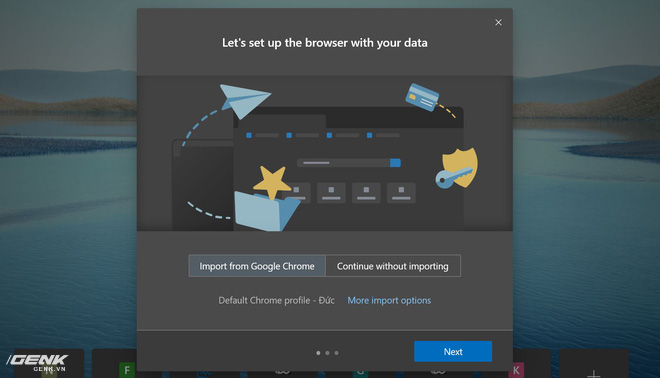 Let's set up the browser with your data
Import from Google Chrome
Continue without importing
Default Chrome profile - Đức
More import options
Next
GENK
GENK.VN
F
G
K